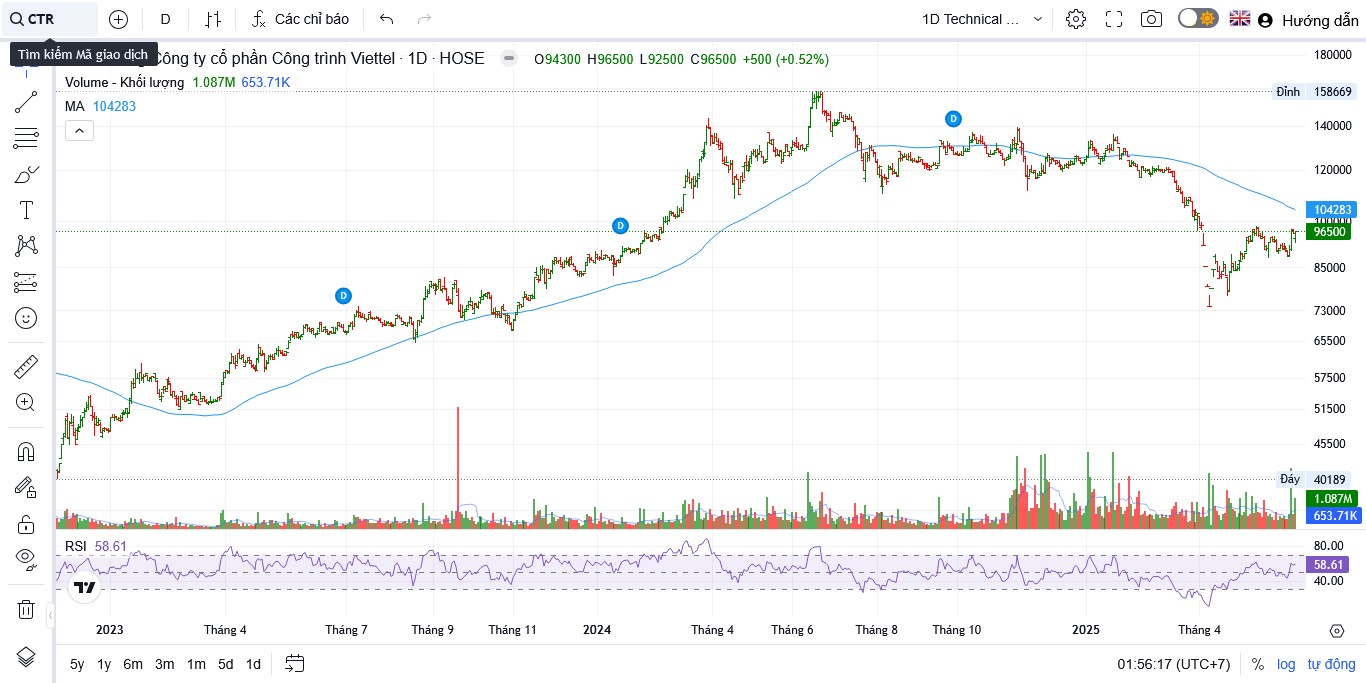 CTR D Các chỉ báo 1D Technical ... Hướng dẫn
Tìm kiếm Mã giao dịch Công ty cổ phần Công trình Viettel · 1D · HOSE O94300 H96500 L92500 C96500 +500 (+0.52%)
180000
Volume - Khối lượng 1.087M 653.71K
Đỉnh 158669
MA 104283
D
140000
120000
104283
D
100000
96500
85000
D
73000
65500
57500
51500
45500
Đáy 40189
1.087M
653.71K
RSI 58.61
80.00
58.61
40.00
2023 Tháng 4 Tháng 7 Tháng 9 Tháng 11 2024 Tháng 4 Tháng 6 Tháng 8 Tháng 10 2025 Tháng 4
5y 1y 6m 3m 1m 5d 1d 01:56:17 (UTC+7) % log tự động